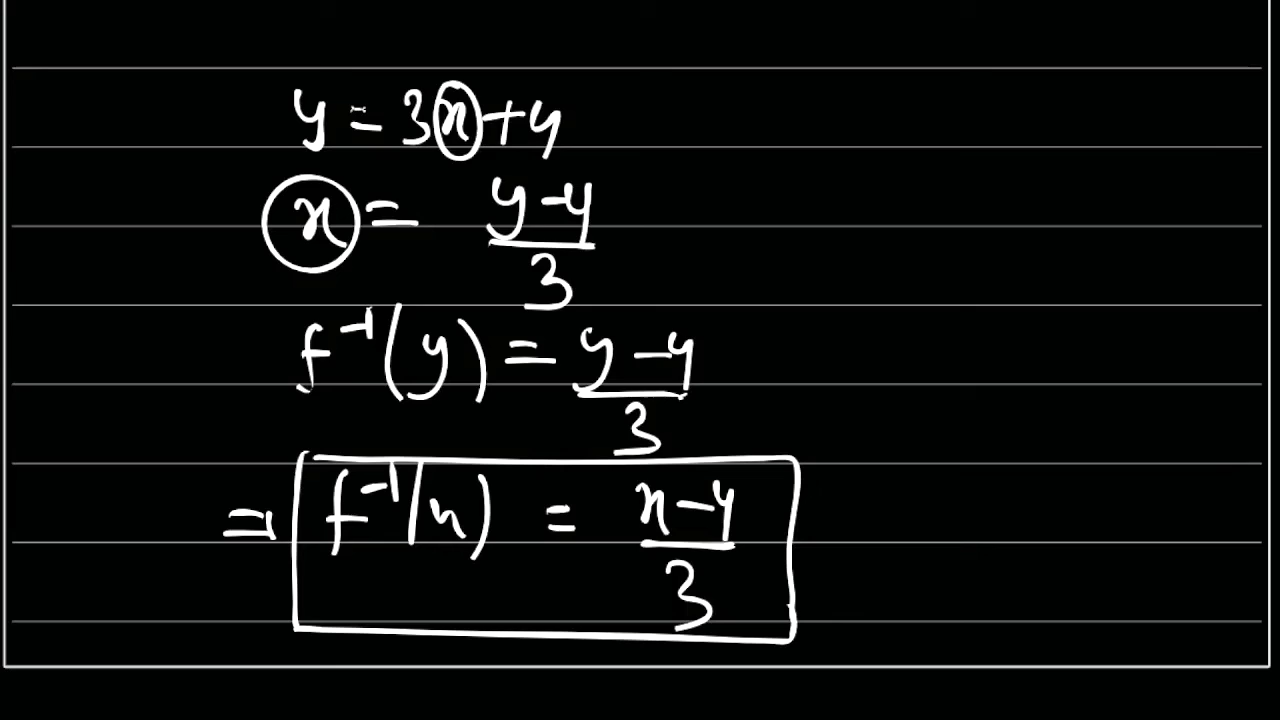 y = 3x + 4
x = (y - 4)/3
f⁻¹(y) = (y - 4)/3
⇒ f⁻¹(x) = (x - 4)/3